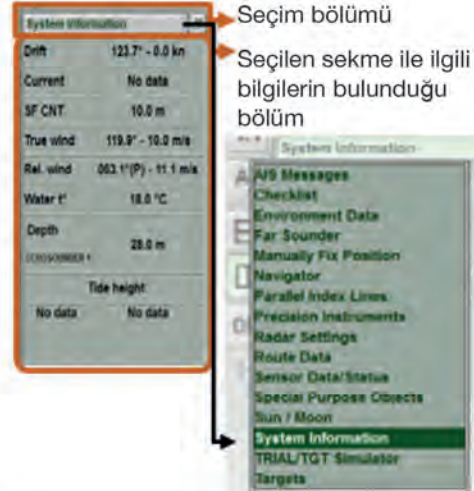 System Information
Seçim bölümü
Drift 123.7° - 0.0 kn
Current No data
SF CNT 10.0 m
True wind 119.9° - 10.0 m/s
Rel. wind 063.1°(P) - 11.1 m/s
Water t° 18.0 °C
Depth
28.0 m
Tide height
No data No data
Seçilen sekme ile ilgili
bilgilerin bulunduğu
bölüm
System Information
AIS Messages
Checklist
Environment Data
Far Sounder
Manually Fix Position
Navigator
Parallel Index Lines
Precision Instruments
Radar Settings
Route Data
Sensor Data/Status
Special Purpose Objects
Sun / Moon
System Information
TRIAL/TGT Simulator
Targets